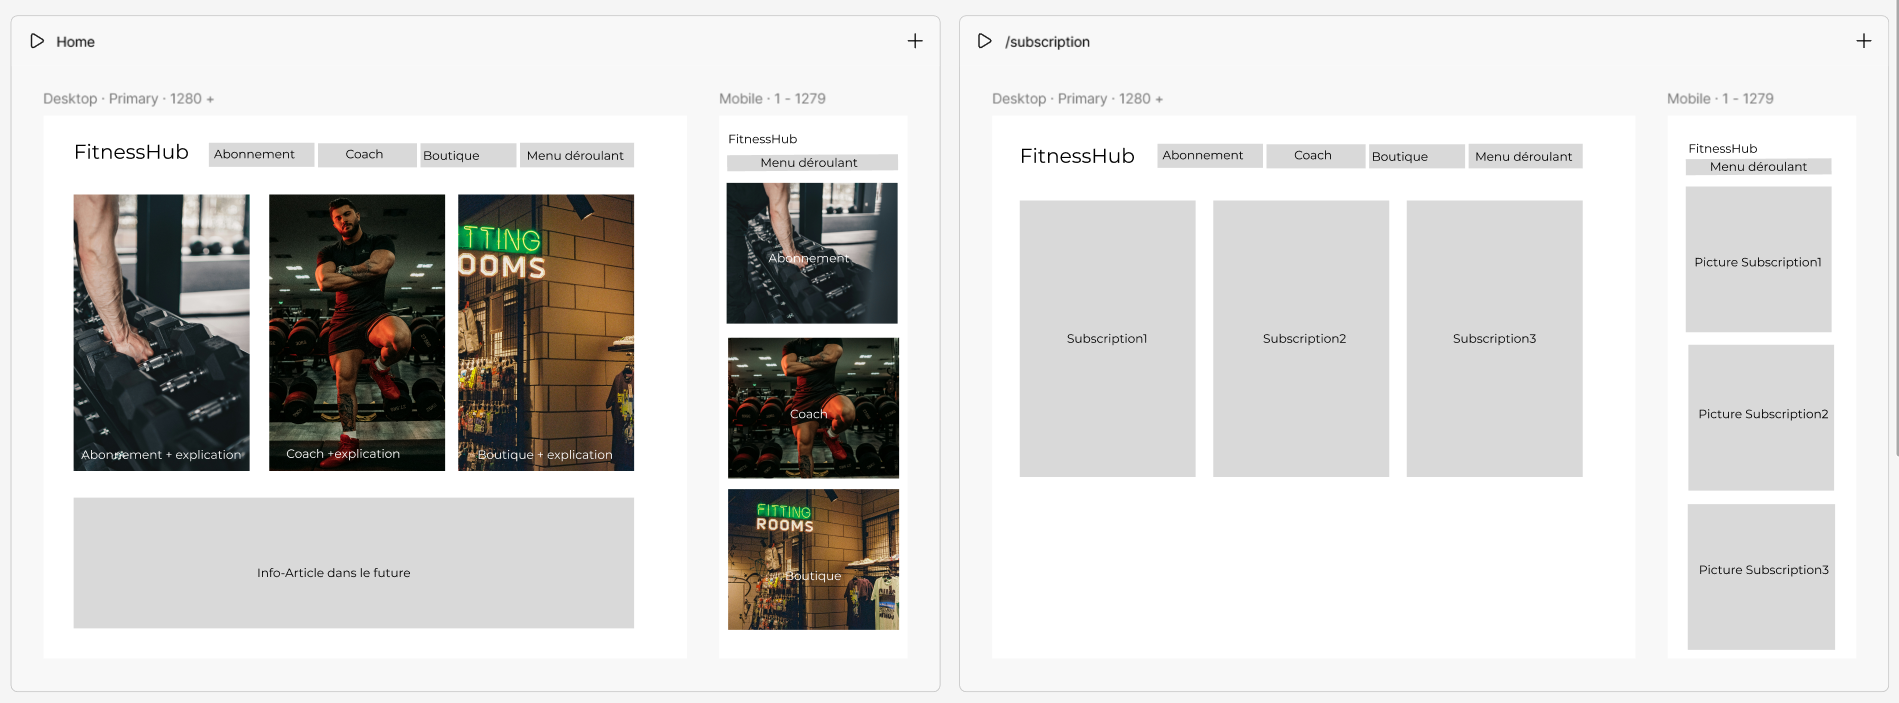 Home
Desktop · Primary · 1280 +
Mobile · 1 - 1279
FitnessHub
Abonnement
Coach
Boutique
Menu déroulant
TTING
OOMS
Abonnement + explication
Coach +explication
Boutique + explication
Info-Article dans le future
FitnessHub
Menu déroulant
Abonnement
Coach
FITTING
ROOMS
Boutique
/subscription
Desktop · Primary · 1280 +
Mobile · 1 - 1279
FitnessHub
Abonnement
Coach
Boutique
Menu déroulant
Subscription1
Subscription2
Subscription3
FitnessHub
Menu déroulant
Picture Subscription1
Picture Subscription2
Picture Subscription3